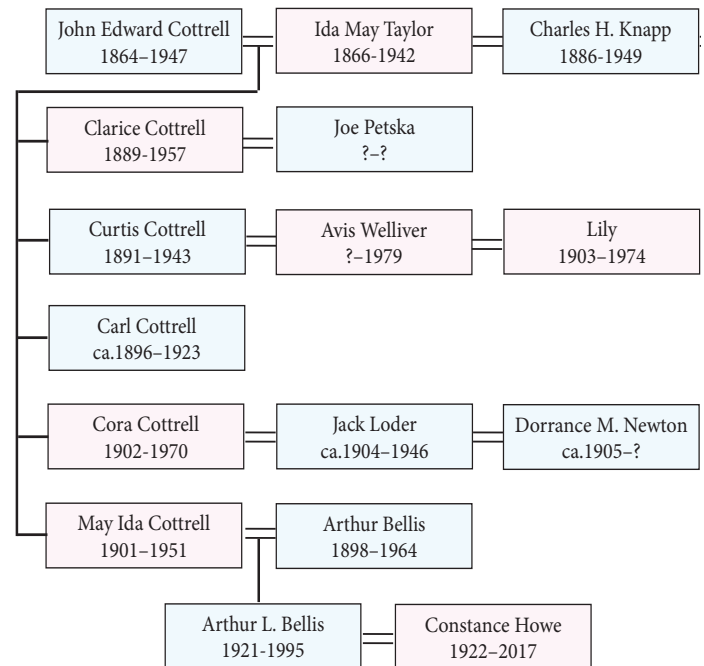 John Edward Cottrell
1864–1947
Ida May Taylor
1866-1942
Charles H. Knapp
1886-1949
Clarice Cottrell
1889-1957
Joe Petska
?–?
Curtis Cottrell
1891–1943
Avis Welliver
?–1979
Lily
1903–1974
Carl Cottrell
ca.1896–1923
Cora Cottrell
1902-1970
Jack Loder
ca.1904–1946
Dorrance M. Newton
ca.1905–?
May Ida Cottrell
1901–1951
Arthur Bellis
1898–1964
Arthur L. Bellis
1921-1995
Constance Howe
1922–2017